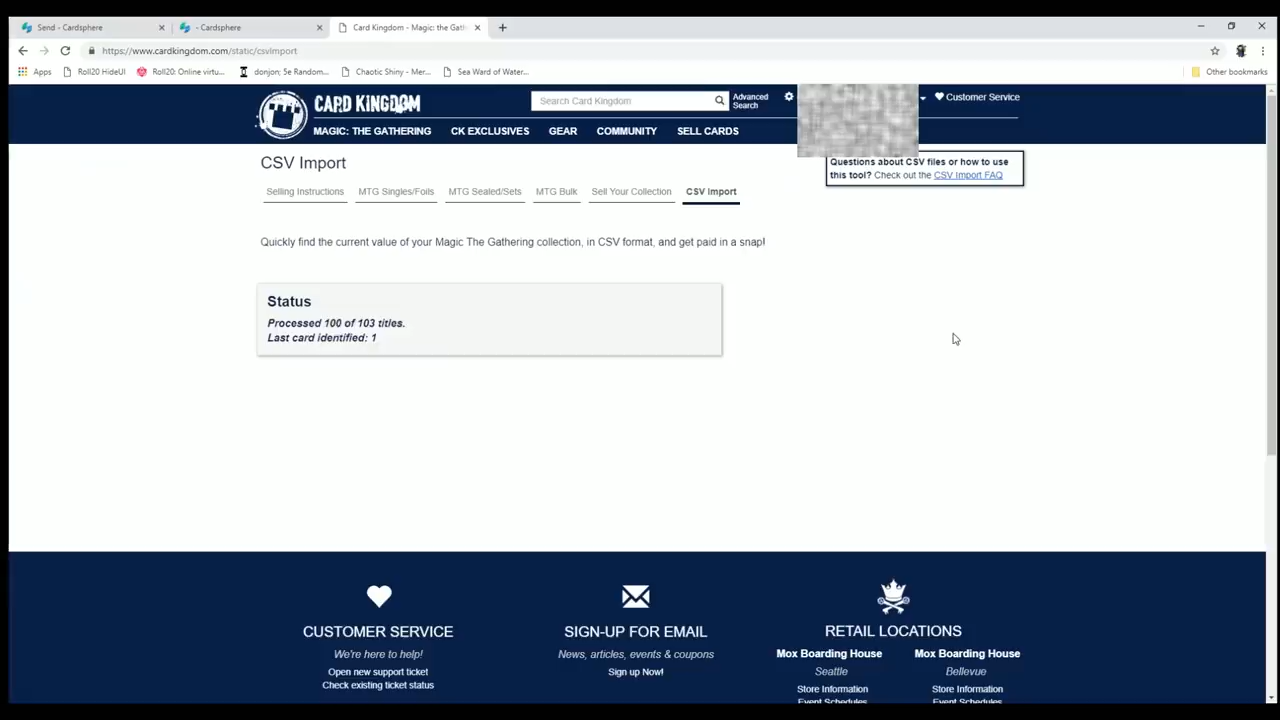 Send - Cardsphere
- Cardsphere
Card Kingdom - Magic: the Gath
https://www.cardkingdom.com/static/csvImport
Apps
Roll20 HideUI
Roll20: Online virtu...
donjon; 5e Random...
Chaotic Shiny - Mer...
Sea Ward of Water...
Other bookmarks
CARD KINGDOM
Search Card Kingdom
Advanced
Search
Customer Service
MAGIC: THE GATHERING
CK EXCLUSIVES
GEAR
COMMUNITY
SELL CARDS
CSV Import
Questions about CSV files or how to use
this tool? Check out the CSV Import FAQ
Selling Instructions
MTG Singles/Foils
MTG Sealed/Sets
MTG Bulk
Sell Your Collection
CSV Import
Quickly find the current value of your Magic The Gathering collection, in CSV format, and get paid in a snap!
Status
Processed 100 of 103 titles.
Last card identified: 1
CUSTOMER SERVICE
We're here to help!
Open new support ticket
Check existing ticket status
SIGN-UP FOR EMAIL
News, articles, events & coupons
Sign up Now!
RETAIL LOCATIONS
Mox Boarding House
Seattle
Store Information
Event Schedules
Mox Boarding House
Bellevue
Store Information
Event Schedules